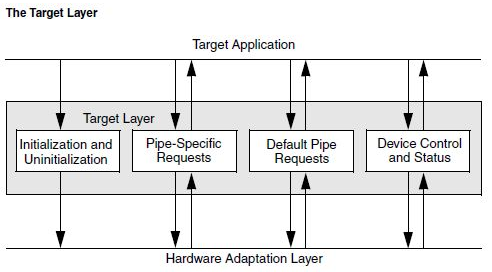 The Target Layer
Target Application
Target Layer
Initialization and
Uninitialization
Pipe-Specific
Requests
Default Pipe
Requests
Device Control
and Status
Hardware Adaptation Layer